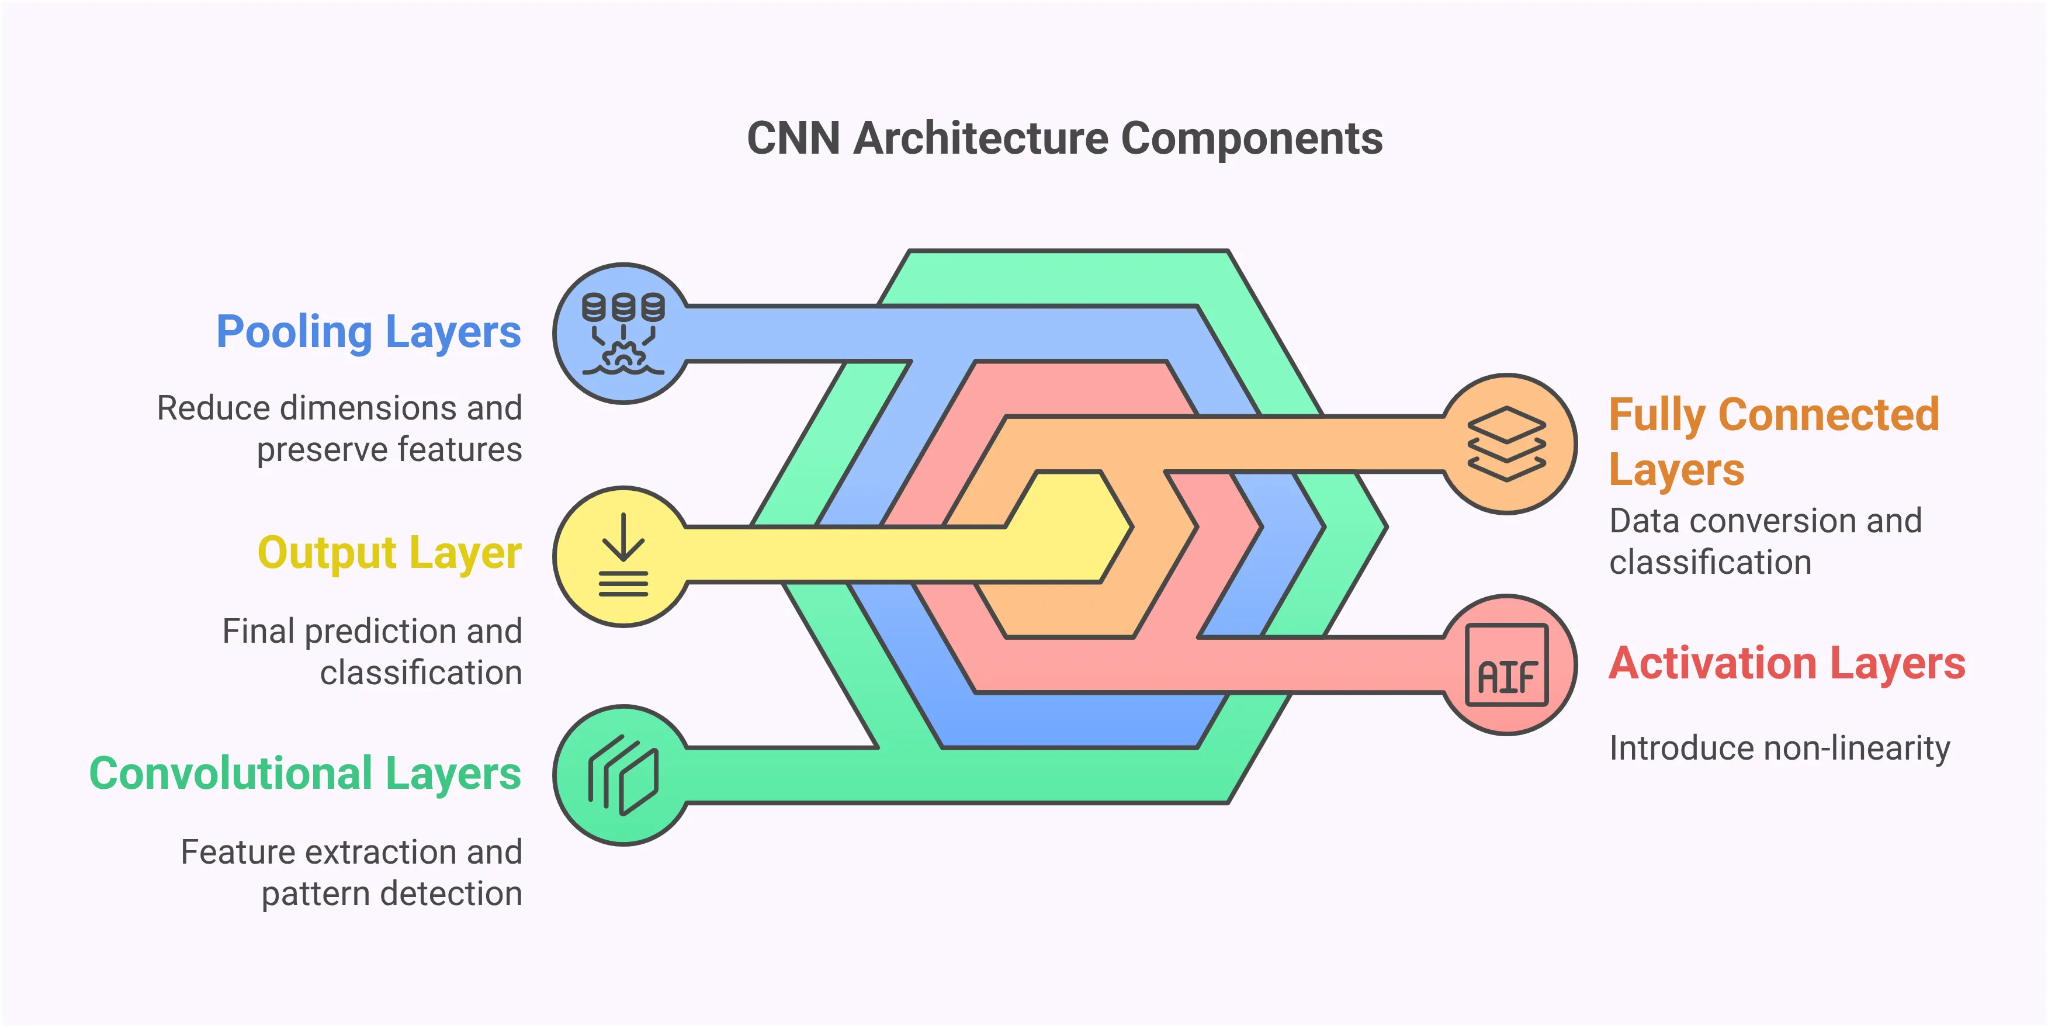 CNN Architecture Components
Pooling Layers
Reduce dimensions and
preserve features
Output Layer
Final prediction and
classification
Convolutional Layers
Feature extraction and
pattern detection
Fully Connected
Layers
Data conversion and
classification
AIF
Activation Layers
Introduce non-linearity